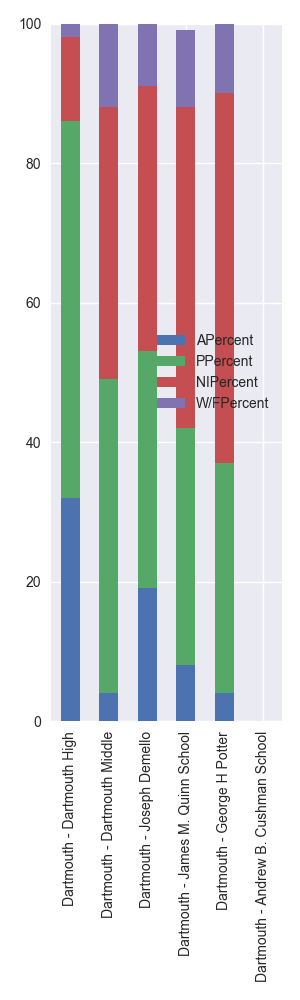 100
80
60
40
20
0
APercent
PPercent
NIPercent
W/FPercent
Dartmouth - Dartmouth High
Dartmouth - Dartmouth Middle
Dartmouth - Joseph Demello
Dartmouth - James M. Quinn School
Dartmouth - George H Potter
Dartmouth - Andrew B. Cushman School